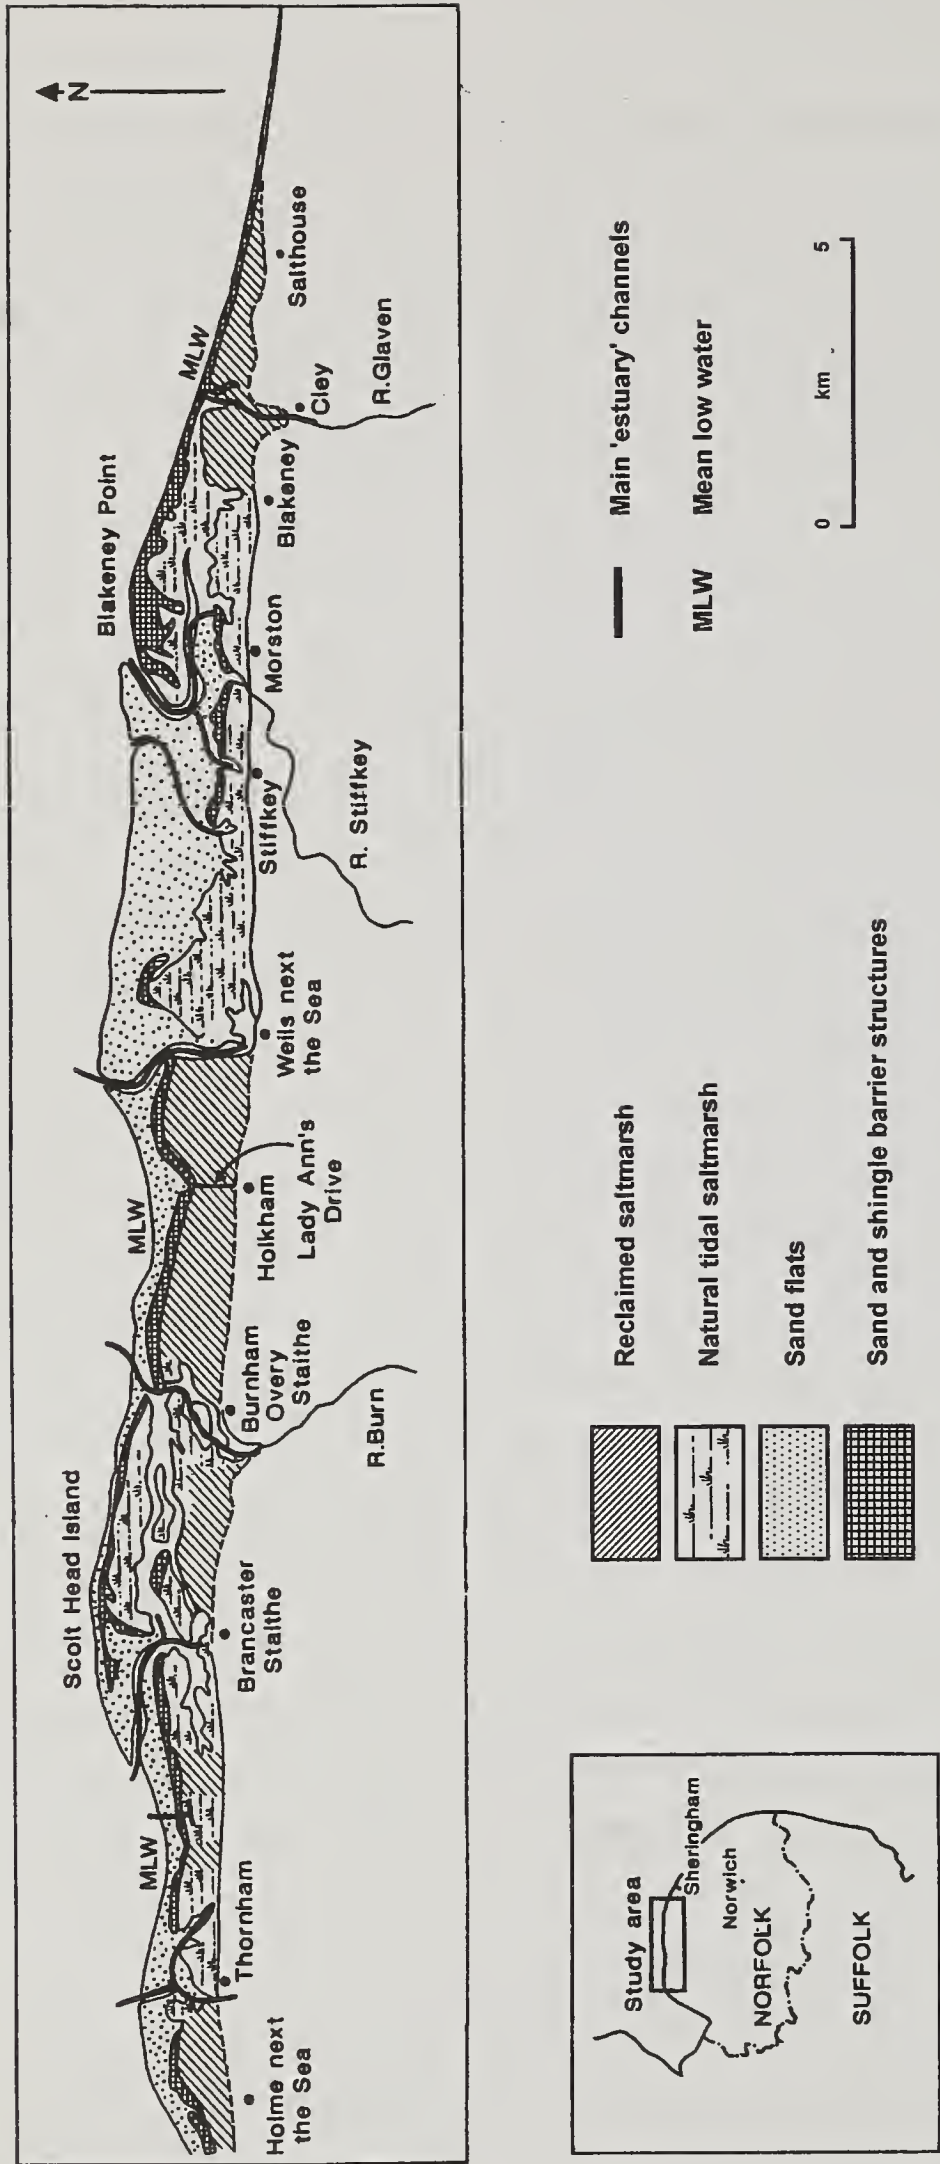 N
Scolt Head Island
Blakeney Point
MLW
MLW
MLW
Holme next
the Sea
Thornham
Brancaster
Staithe
Burnham
Overy
Staithe
R.Burn
Holkham
Lady Ann's
Drive
Wells next
the Sea
Stiffkey
R. Stiffkey
Morston
Blakeney
Cley
R.Glaven
Salthouse
Study area
Sheringham
Norwich
NORFOLK
SUFFOLK
Reclaimed saltmarsh
Natural tidal saltmarsh
Sand flats
Sand and shingle barrier structures
Main 'estuary' channels
MLW Mean low water
0 km 5